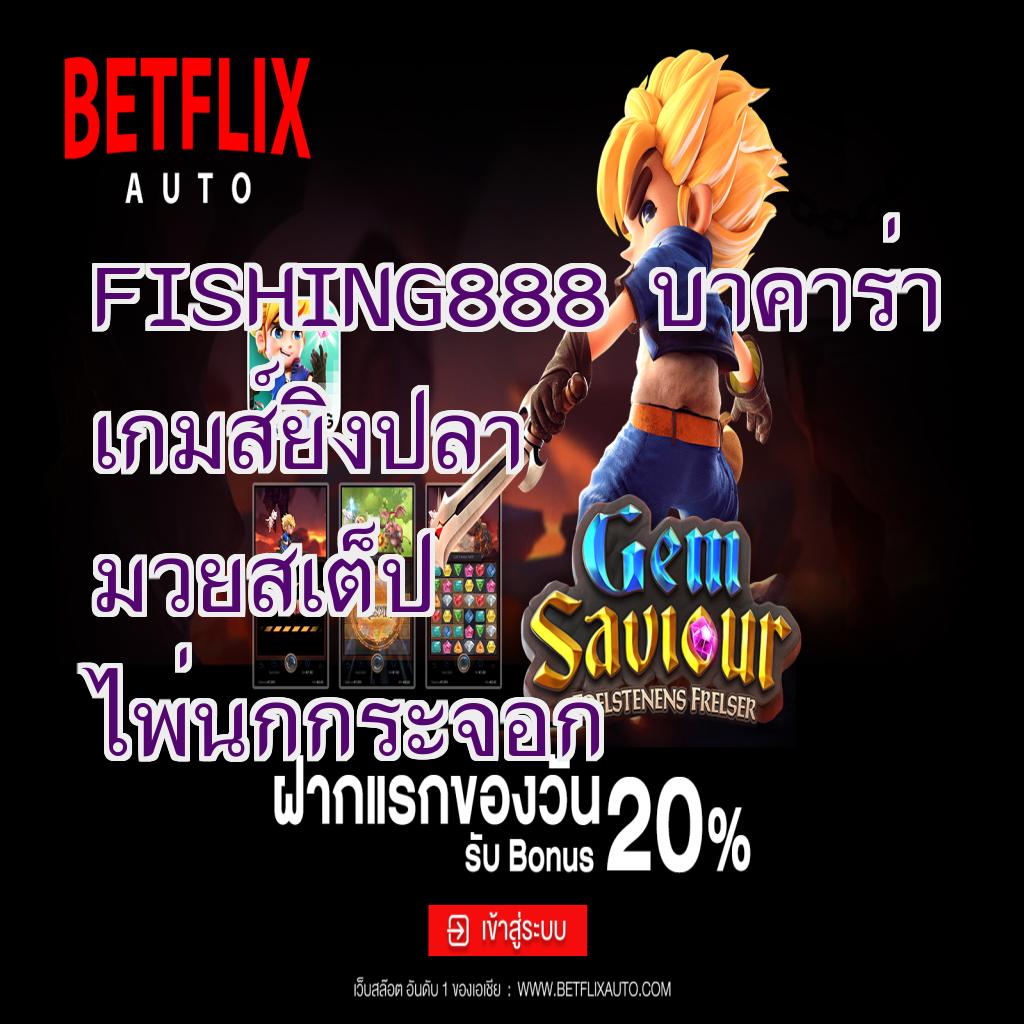 BETFLIX
AUTO
FISHING888 บาคาร่า
เกมส์ยิงปลา
มวยสเต็ป
ไพ่นกกระจอก
Gem
Saviour
FRELSER
ฝากแรกของวัน 20%
รับ Bonus
เข้าสู่ระบบ
เว็บสล๊อต อันดับ 1 ของเอเชีย : WWW.BETFLIXAUTO.COM